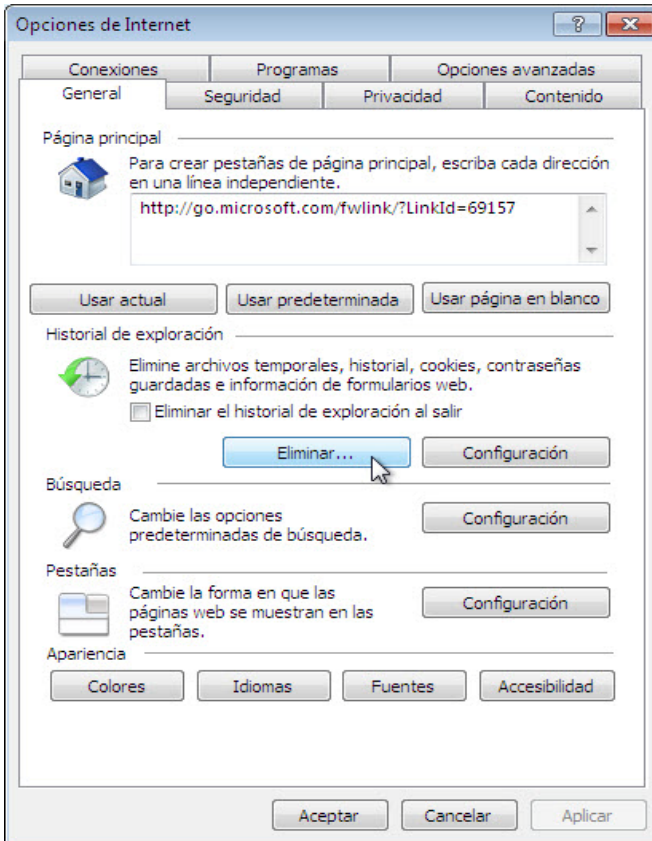 Opciones de Internet
Conexiones Programas Opciones avanzadas
General Seguridad Privacidad Contenido
Página principal
Para crear pestañas de página principal, escriba cada dirección
en una línea independiente.
http://go.microsoft.com/fwlink/?LinkId=69157
Usar actual Usar predeterminada Usar página en blanco
Historial de exploración
Elimine archivos temporales, historial, cookies, contraseñas
guardadas e información de formularios web.
Eliminar el historial de exploración al salir
Eliminar... Configuración
Búsqueda
Cambie las opciones
predeterminadas de búsqueda.
Configuración
Pestañas
Cambie la forma en que las
páginas web se muestran en las
pestañas.
Configuración
Apariencia
Colores Idiomas Fuentes Accesibilidad
Aceptar Cancelar Aplicar